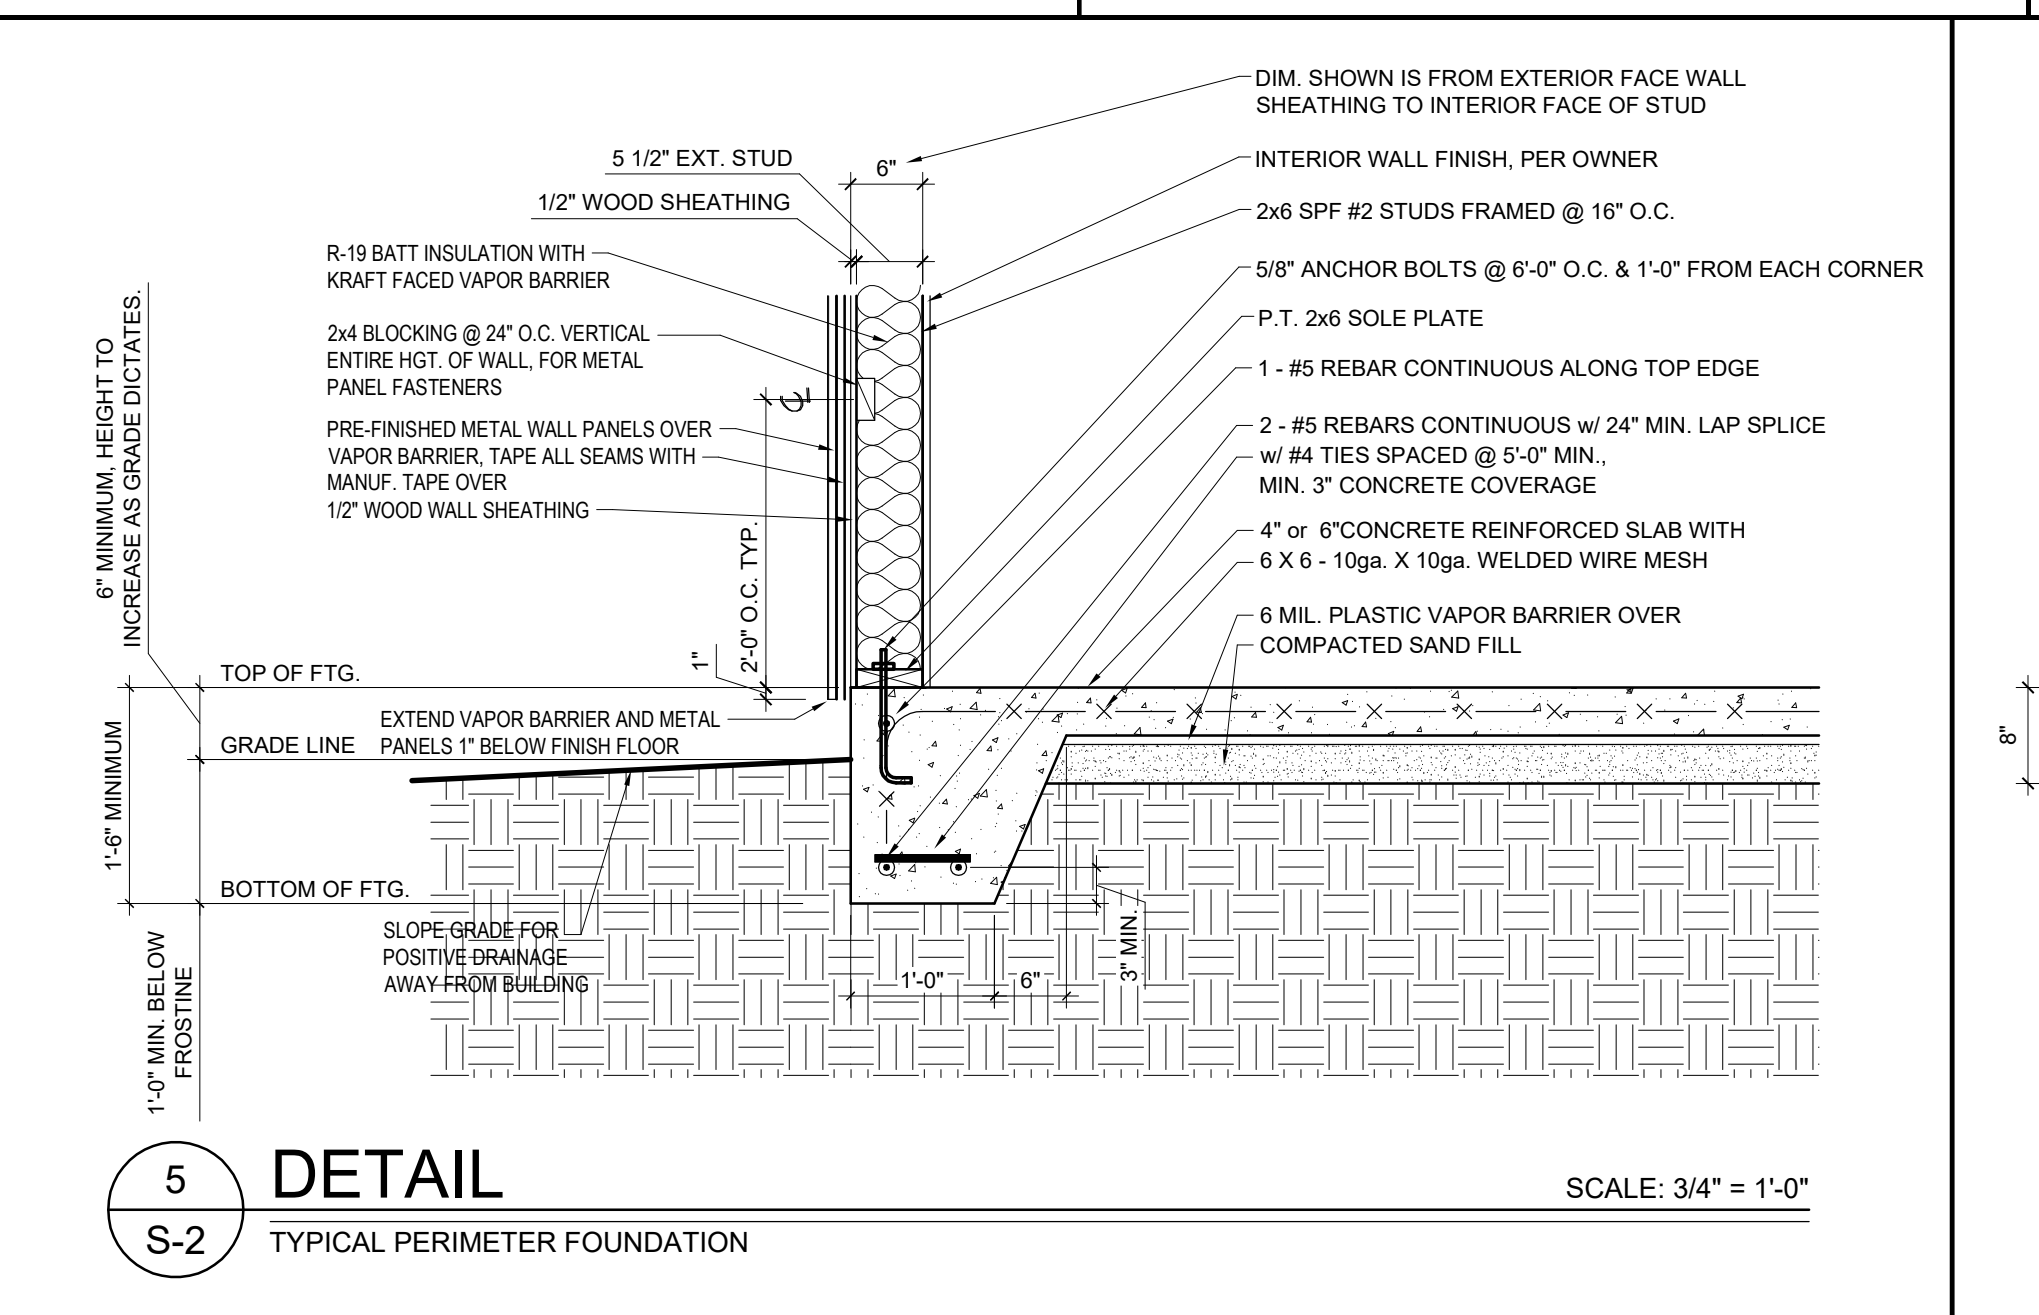 DIM. SHOWN IS FROM EXTERIOR FACE WALL
SHEATHING TO INTERIOR FACE OF STUD
5 1/2" EXT. STUD
6"
INTERIOR WALL FINISH, PER OWNER
1/2" WOOD SHEATHING
2x6 SPF #2 STUDS FRAMED @ 16" O.C.
R-19 BATT INSULATION WITH
KRAFT FACED VAPOR BARRIER
5/8" ANCHOR BOLTS @ 6'-0" O.C. & 1'-0" FROM EACH CORNER
P.T. 2x6 SOLE PLATE
2x4 BLOCKING @ 24" O.C. VERTICAL
ENTIRE HGT. OF WALL, FOR METAL
PANEL FASTENERS
1 - #5 REBAR CONTINUOUS ALONG TOP EDGE
PRE-FINISHED METAL WALL PANELS OVER
VAPOR BARRIER, TAPE ALL SEAMS WITH
MANUF. TAPE OVER
1/2" WOOD WALL SHEATHING
2 - #5 REBARS CONTINUOUS w/ 24" MIN. LAP SPLICE
w/ #4 TIES SPACED @ 5'-0" MIN.,
MIN. 3" CONCRETE COVERAGE
4" or 6"CONCRETE REINFORCED SLAB WITH
6 X 6 - 10ga. X 10ga. WELDED WIRE MESH
6 MIL. PLASTIC VAPOR BARRIER OVER
COMPACTED SAND FILL
6" MINIMUM, HEIGHT TO
INCREASE AS GRADE DICTATES.
2'-0" O.C. TYP.
1"
TOP OF FTG.
EXTEND VAPOR BARRIER AND METAL
PANELS 1" BELOW FINISH FLOOR
GRADE LINE
8"
1'-6" MINIMUM
BOTTOM OF FTG.
SLOPE GRADE FOR
POSITIVE DRAINAGE
AWAY FROM BUILDING
1'-0"
6"
3" MIN.
1'-0" MIN. BELOW
FROSTINE
5
S-2
DETAIL
SCALE: 3/4" = 1'-0"
TYPICAL PERIMETER FOUNDATION